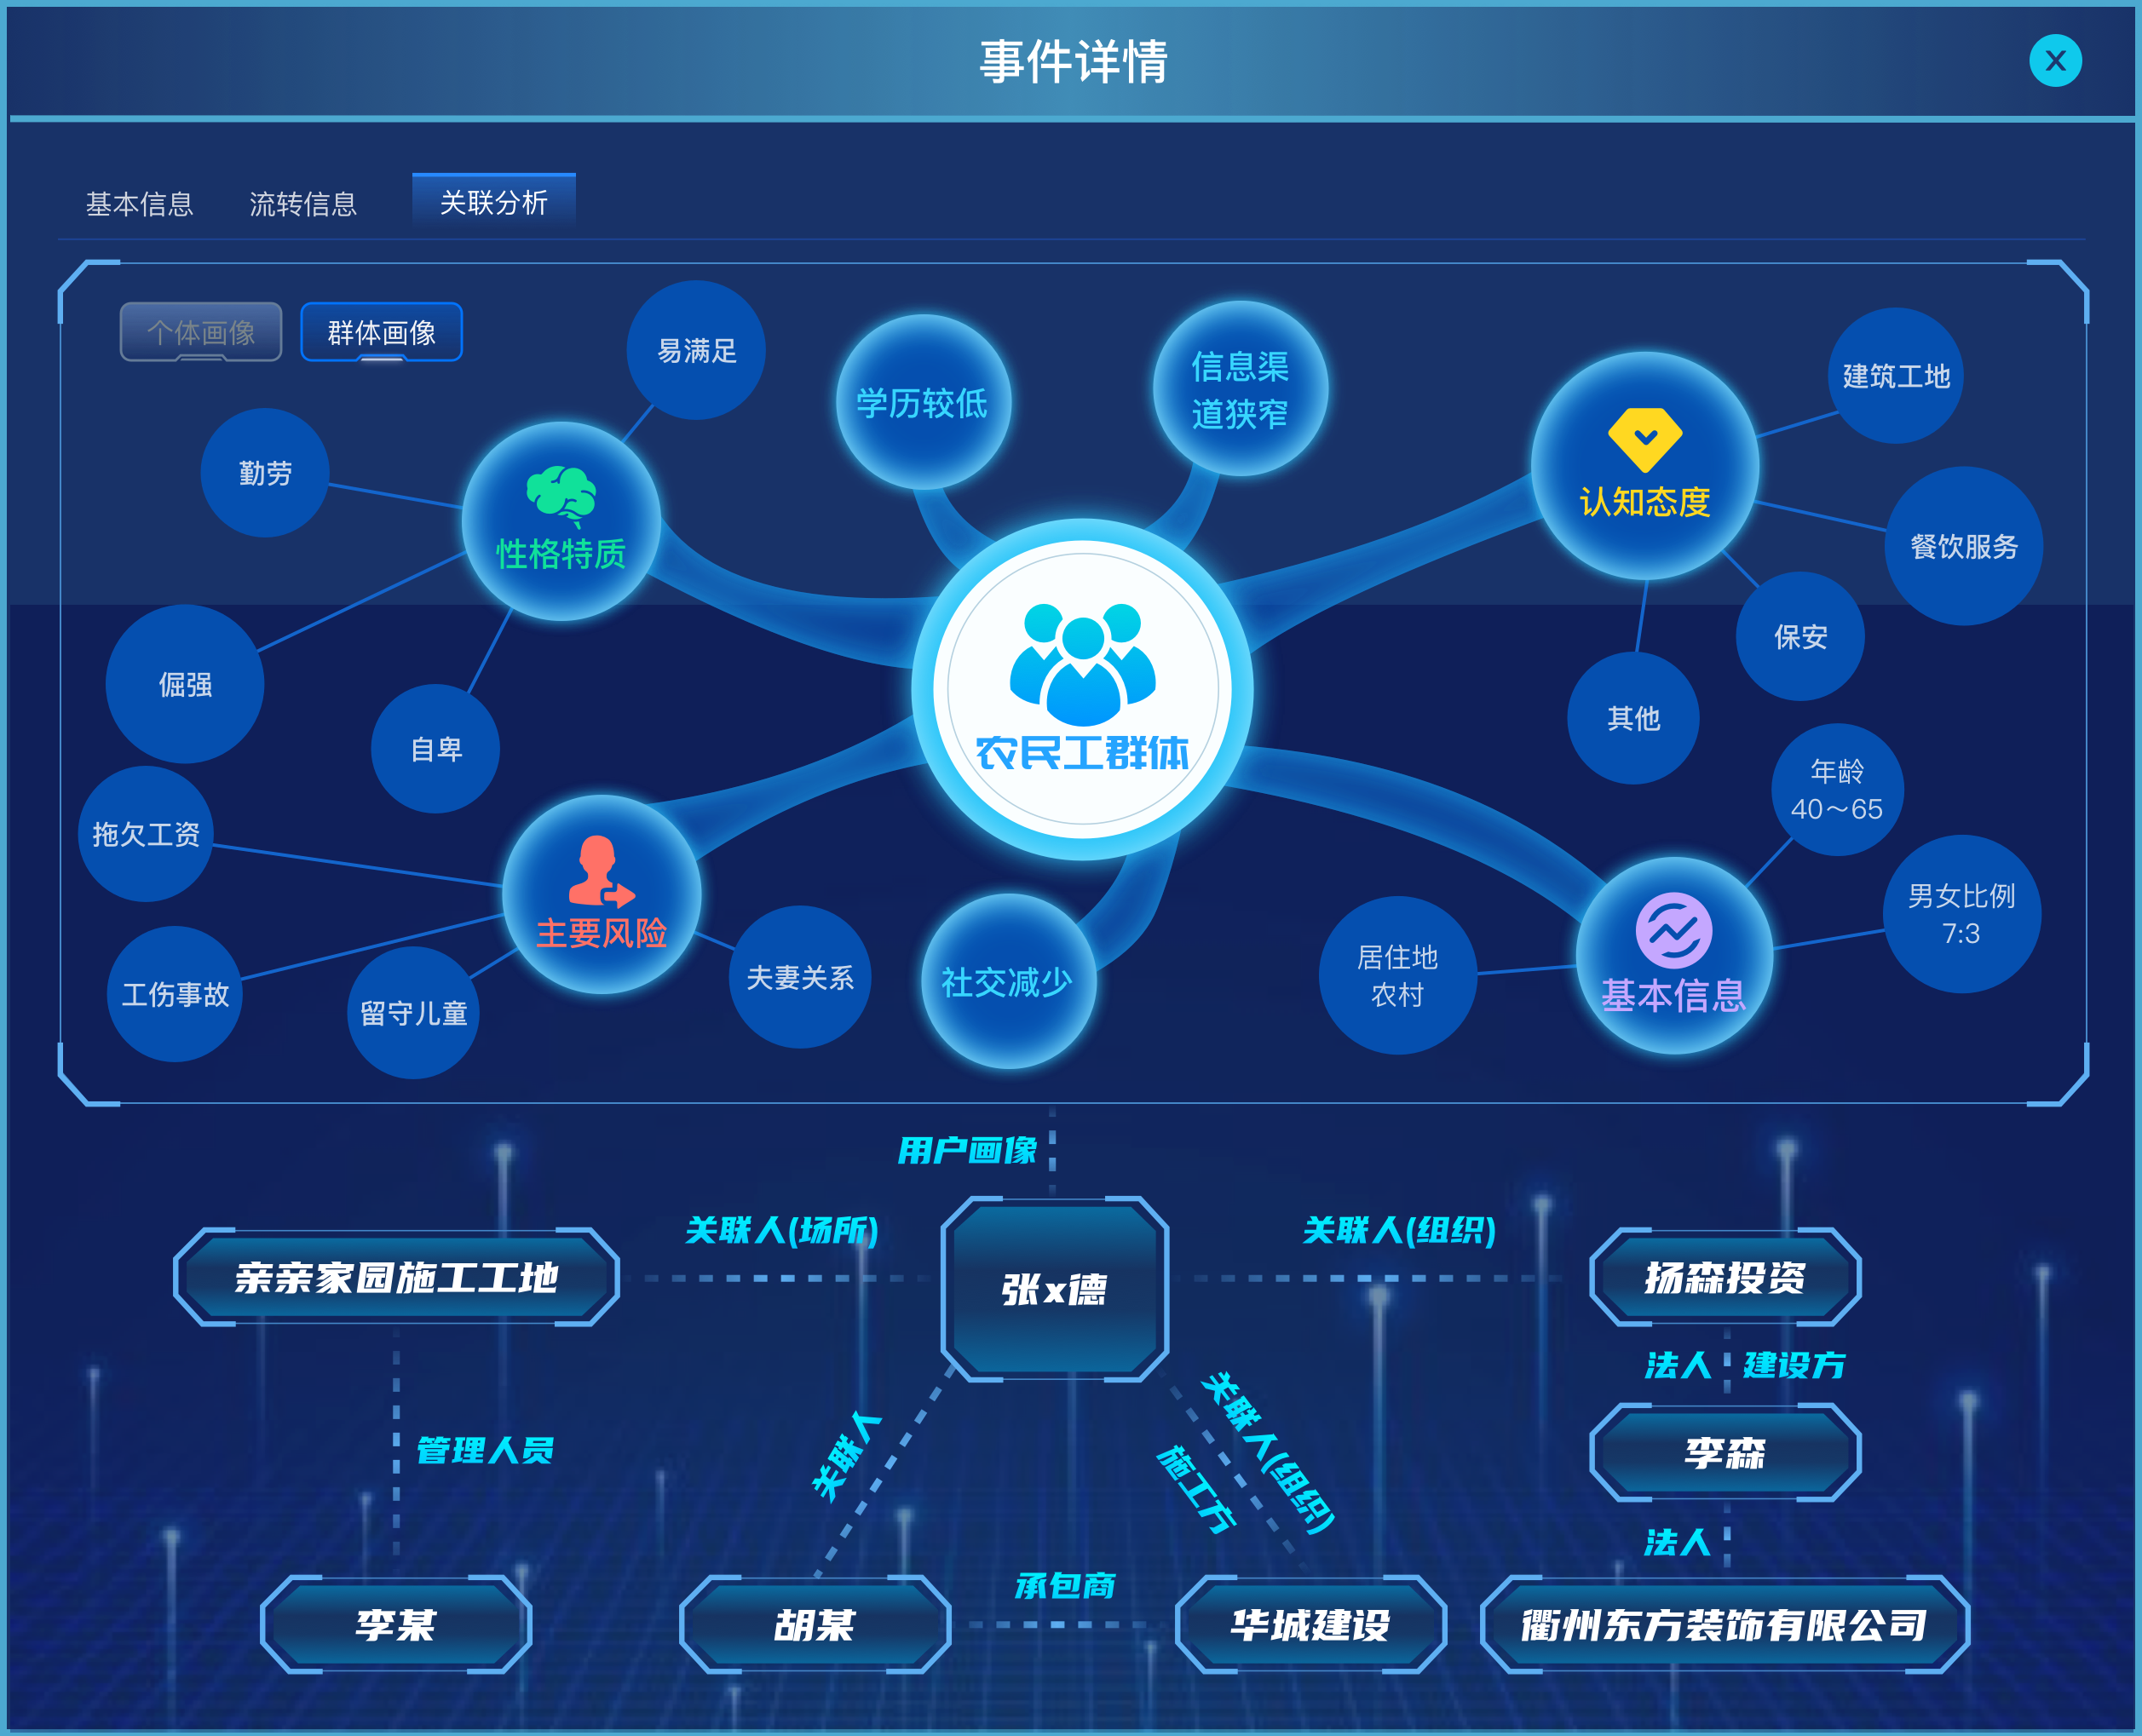 事件详情
X
基本信息
流转信息
关联分析
个体画像
群体画像
易满足
学历较低
信息渠
道狭窄
建筑工地
勤劳
性格特质
认知态度
餐饮服务
倔强
自卑
保安
其他
农民工群体
拖欠工资
主要风险
年龄
40～65
男女比例
7:3
工伤事故
留守儿童
夫妻关系
社交减少
居住地
农村
基本信息
用户画像
亲亲家园施工工地
关联人(场所)
张x德
关联人(组织)
扬森投资
法人
建设方
管理人员
关联人
关联人(组织)
施工方
李森
法人
李某
胡某
承包商
华城建设
衢州东方装饰有限公司